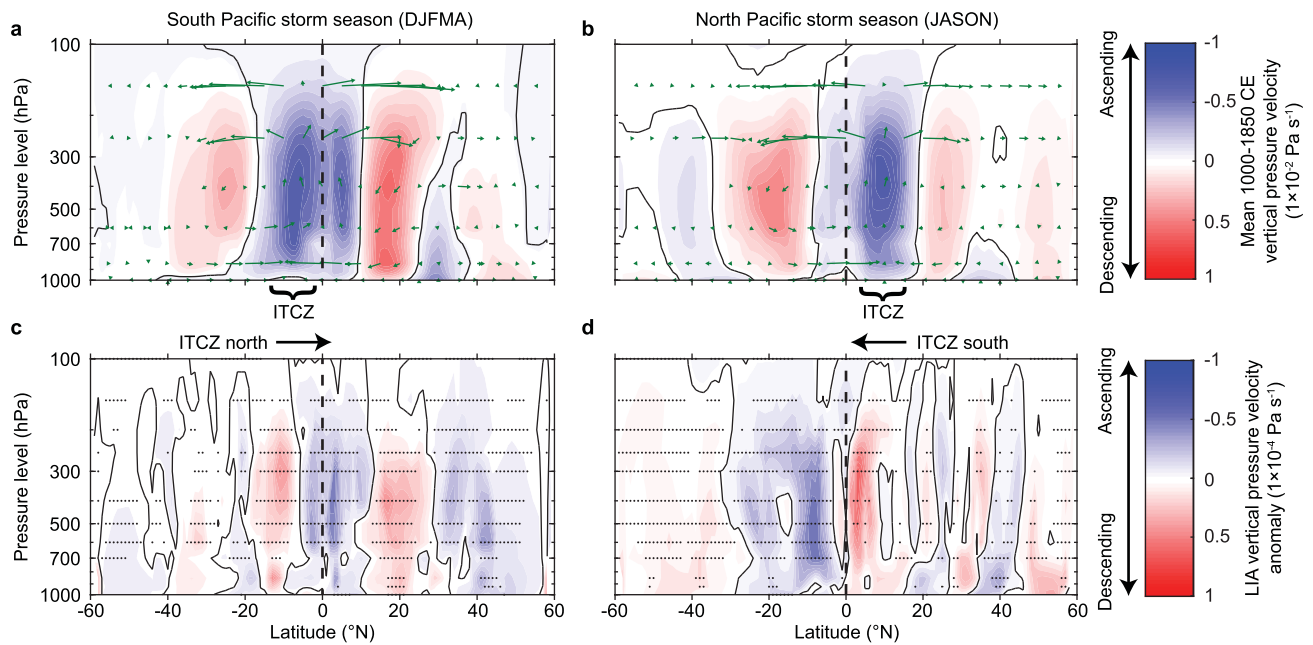 South Pacific storm season (DJFMA)
North Pacific storm season (JASON)
a
b
100
300
500
700
1000
Pressure level (hPa)
ITCZ
ITCZ
Ascending
Descending
-1
-0.5
0
0.5
1
Mean 1000-1850 CE
vertical pressure velocity
(1×10⁻² Pa s⁻¹)
c
d
ITCZ north
ITCZ south
100
300
500
700
1000
Pressure level (hPa)
-60
-40
-20
0
20
40
60
Latitude (°N)
-60
-40
-20
0
20
40
60
Latitude (°N)
Ascending
Descending
-1
-0.5
0
0.5
1
LIA vertical pressure velocity
anomaly (1×10⁻⁴ Pa s⁻¹)